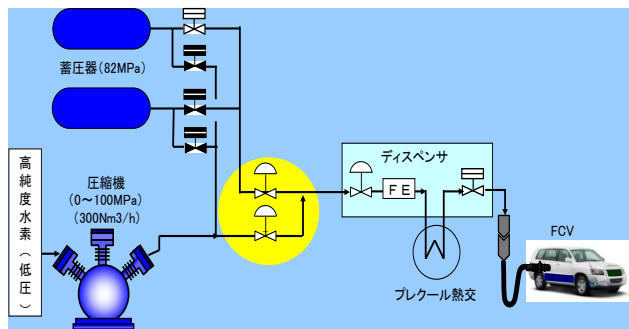 蓄圧器(82MPa)
ディスペンサ
高純度水素(低圧)
圧縮機
(0~100MPa)
(300Nm3/h)
FE
FCV
プレクール熱交